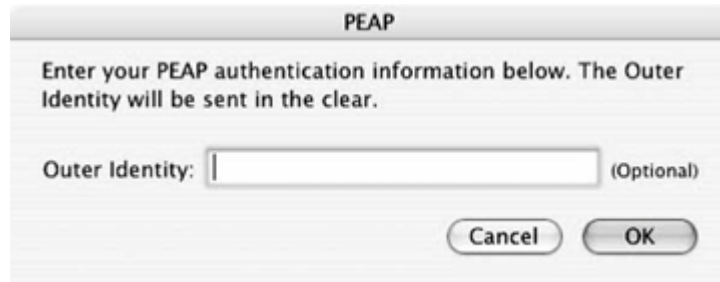 PEAP
Enter your PEAP authentication information below. The Outer
Identity will be sent in the clear.
Outer Identity: (Optional)
Cancel OK